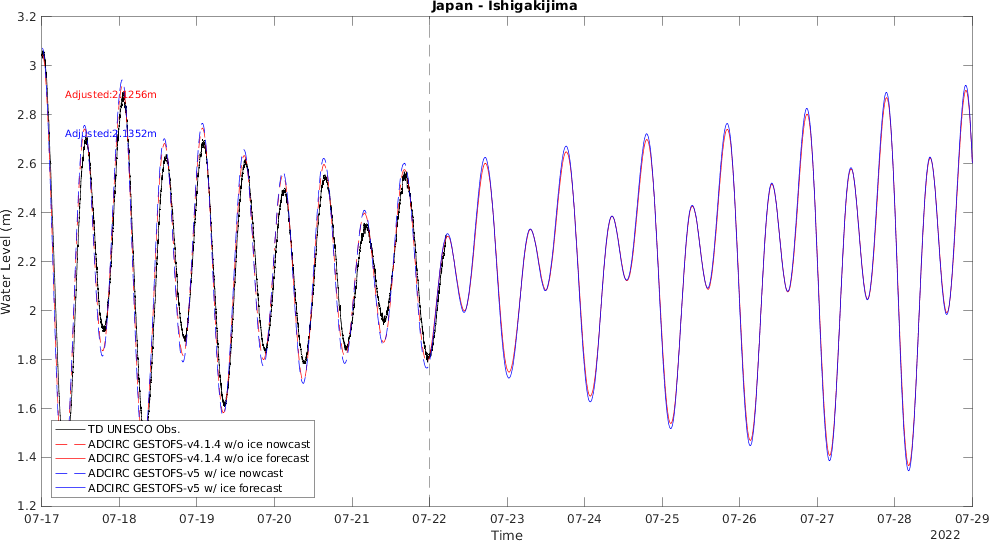 Japan - Ishigakijima
Water Level (m)
3.2
3
2.8
2.6
2.4
2.2
2
1.8
1.6
1.4
1.2
Adjusted:2.1256m
Adjusted:2.1352m
TD UNESCO Obs.
ADCIRC GESTOFS-v4.1.4 w/o ice nowcast
ADCIRC GESTOFS-v4.1.4 w/o ice forecast
ADCIRC GESTOFS-v5 w/ ice nowcast
ADCIRC GESTOFS-v5 w/ ice forecast
07-17 07-18 07-19 07-20 07-21 07-22 07-23 07-24 07-25 07-26 07-27 07-28 07-29
Time
2022